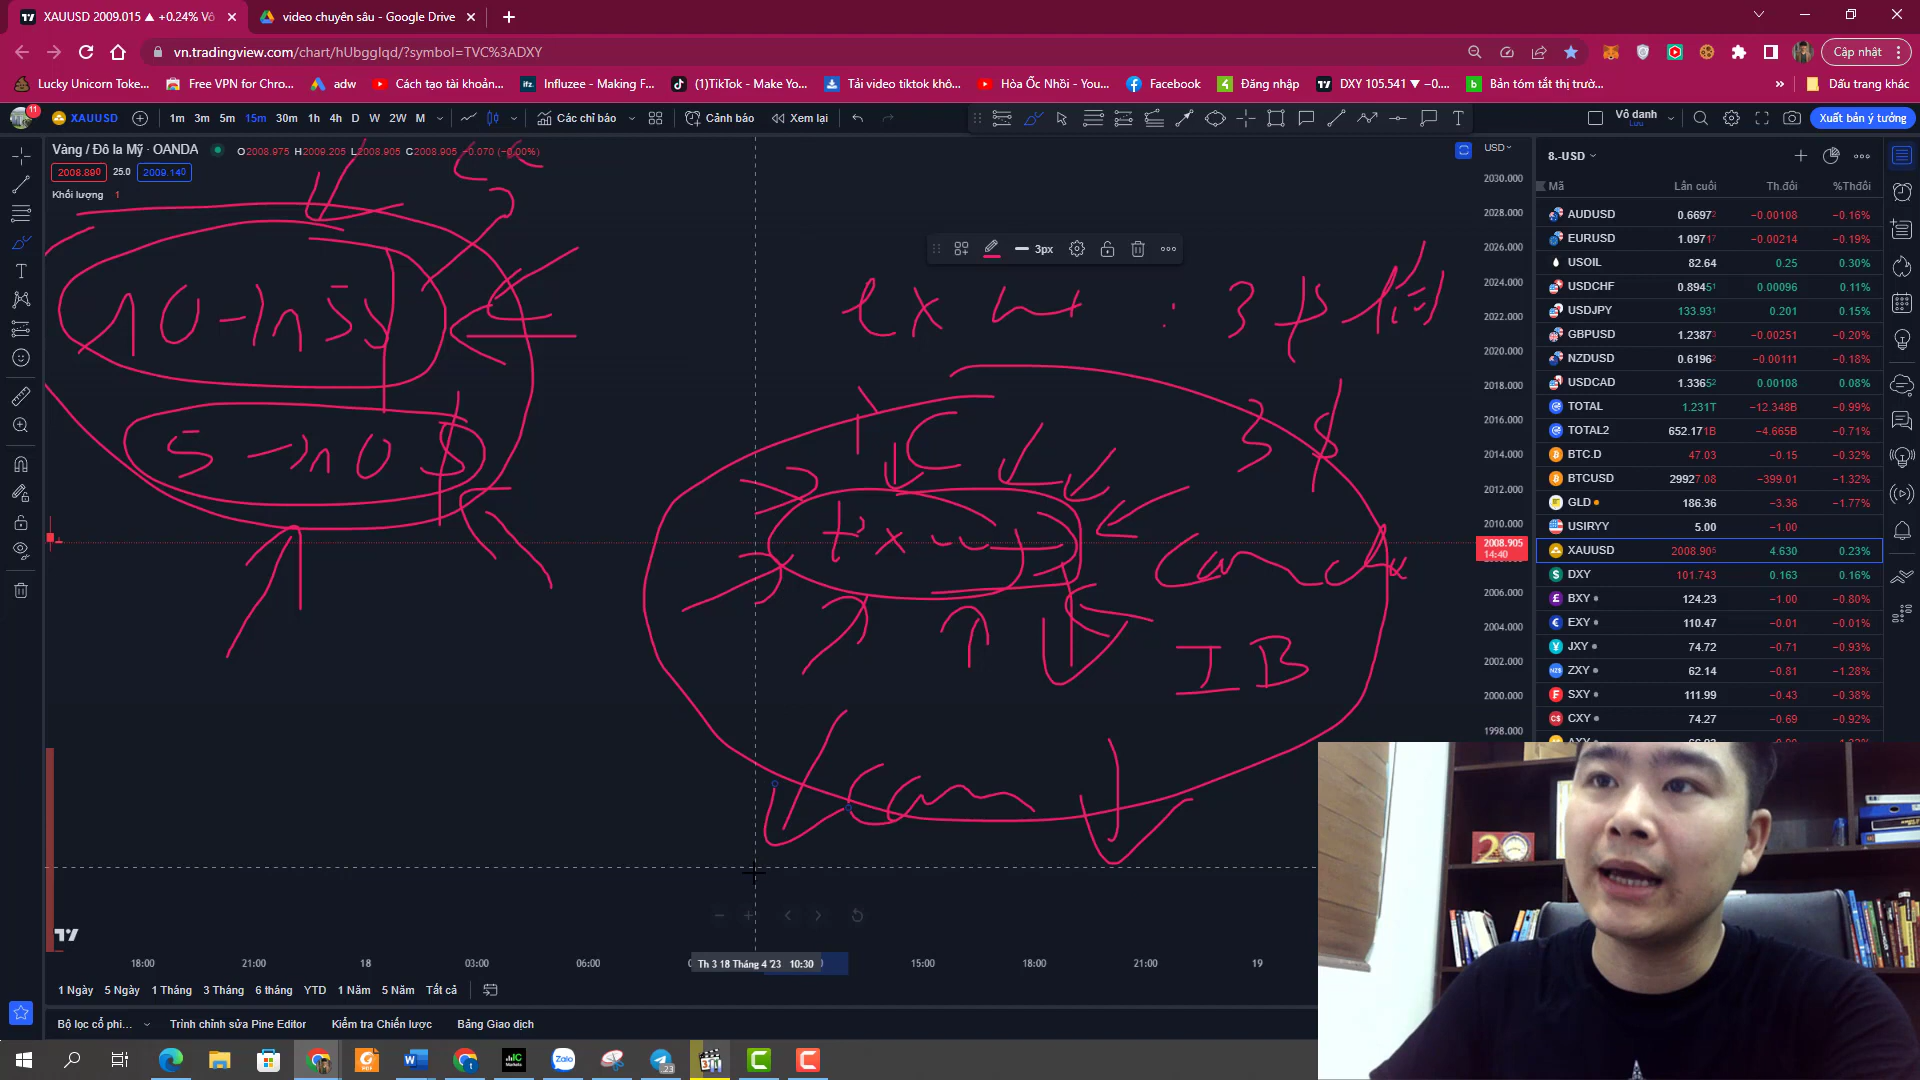 XAUUSD 2009.015 ▲ +0.24% Vô
video chuyên sâu - Google Drive
vn.tradingview.com/chart/hUbgglqd/?symbol=TVC%3ADXY
Cập nhật
Lucky Unicorn Toke...
Free VPN for Chro...
adw
Cách tạo tài khoản...
Influzee - Making F...
(1)TikTok - Make Yo...
Tải video tiktok khô...
Hòa Ốc Nhồi - You...
Facebook
Đăng nhập
DXY 105.541 ▼ −0....
Bản tóm tắt thị trườ...
»
Dấu trang khác
11
XAUUSD
1m 3m 5m 15m 30m 1h 4h D W 2W M
Các chỉ báo
Cảnh báo
Xem lại
Vô danh
Lưu
Xuất bản ý tưởng
Vàng / Đô la Mỹ · OANDA
O2008.975 H2009.205 L2008.905 C2008.905 −0.070 (−0.00%)
USD
2008.890
25.0
2009.140
Khối lượng 1
3px
10
5
10 $
3 $
3 $
IB
2030.000
2028.000
2026.000
2024.000
2022.000
2020.000
2018.000
2016.000
2014.000
2012.000
2010.000
2008.905
14:40
2006.000
2004.000
2002.000
2000.000
1998.000
8.-USD
Mã Lần cuối Th.đổi %Thđổi
AUDUSD 0.66972 −0.00108 −0.16%
EURUSD 1.09717 −0.00214 −0.19%
USOIL 82.64 0.25 0.30%
USDCHF 0.89451 0.00096 0.11%
USDJPY 133.931 0.201 0.15%
GBPUSD 1.23873 −0.00251 −0.20%
NZDUSD 0.61962 −0.00111 −0.18%
USDCAD 1.33652 0.00108 0.08%
TOTAL 1.231T −12.348B −0.99%
TOTAL2 652.171B −4.665B −0.71%
BTC.D 47.03 −0.15 −0.32%
BTCUSD 29927.08 −399.01 −1.32%
GLD 186.36 −3.36 −1.77%
USIRYY 5.00 −1.00
XAUUSD 2008.905 4.630 0.23%
DXY 101.743 0.163 0.16%
BXY 124.23 −1.00 −0.80%
EXY 110.47 −0.01 −0.01%
JXY 74.72 −0.71 −0.93%
ZXY 62.14 −0.81 −1.28%
SXY 111.99 −0.43 −0.38%
CXY 74.27 −0.69 −0.92%
18:00 21:00 18 03:00 06:00
Th 3 18 Tháng 4 '23 10:30
15:00 18:00 21:00 19
1 Ngày 5 Ngày 1 Tháng 3 Tháng 6 tháng YTD 1 Năm 5 Năm Tất cả
Bộ lọc cổ phi...
Trình chỉnh sửa Pine Editor
Kiểm tra Chiến lược
Bảng Giao dịch